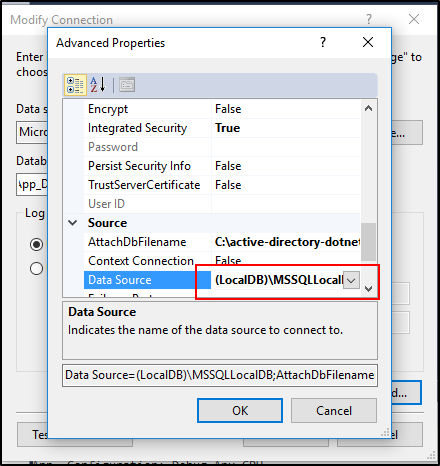 Modify Connection
Advanced Properties
Enter
ge" to
choos
Data s
Micro
e...
Databa
\pp_D
Log
Encrypt False
Integrated Security True
Password
Persist Security Info False
TrustServerCertificate False
User ID
Source
AttachDbFilename C:\active-directory-dotnet
Context Connection False
Data Source (LocalDB)\MSSQLLocalD
Data Source
Indicates the name of the data source to connect to.
Data Source=(LocalDB)\MSSQLLocalDB;AttachDbFilename
d...
OK Cancel
Tes
el